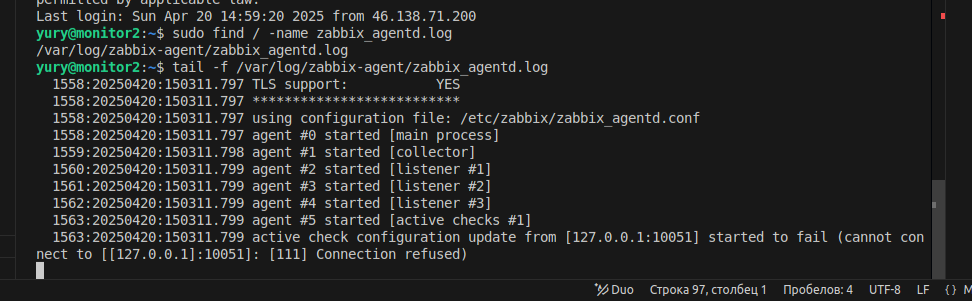 permitted by applicable law.
Last login: Sun Apr 20 14:59:20 2025 from 46.138.71.200
yury@monitor2:~$ sudo find / -name zabbix_agentd.log
/var/log/zabbix-agent/zabbix_agentd.log
yury@monitor2:~$ tail -f /var/log/zabbix-agent/zabbix_agentd.log
  1558:20250420:150311.797 TLS support:           YES
  1558:20250420:150311.797 **************************
  1558:20250420:150311.797 using configuration file: /etc/zabbix/zabbix_agentd.conf
  1558:20250420:150311.797 agent #0 started [main process]
  1559:20250420:150311.798 agent #1 started [collector]
  1560:20250420:150311.799 agent #2 started [listener #1]
  1561:20250420:150311.799 agent #3 started [listener #2]
  1562:20250420:150311.799 agent #4 started [listener #3]
  1563:20250420:150311.799 agent #5 started [active checks #1]
  1563:20250420:150311.799 active check configuration update from [127.0.0.1:10051] started to fail (cannot con
nect to [[127.0.0.1]:10051]: [111] Connection refused)
Duo Строка 97, столбец 1 Пробелов: 4 UTF-8 LF {}